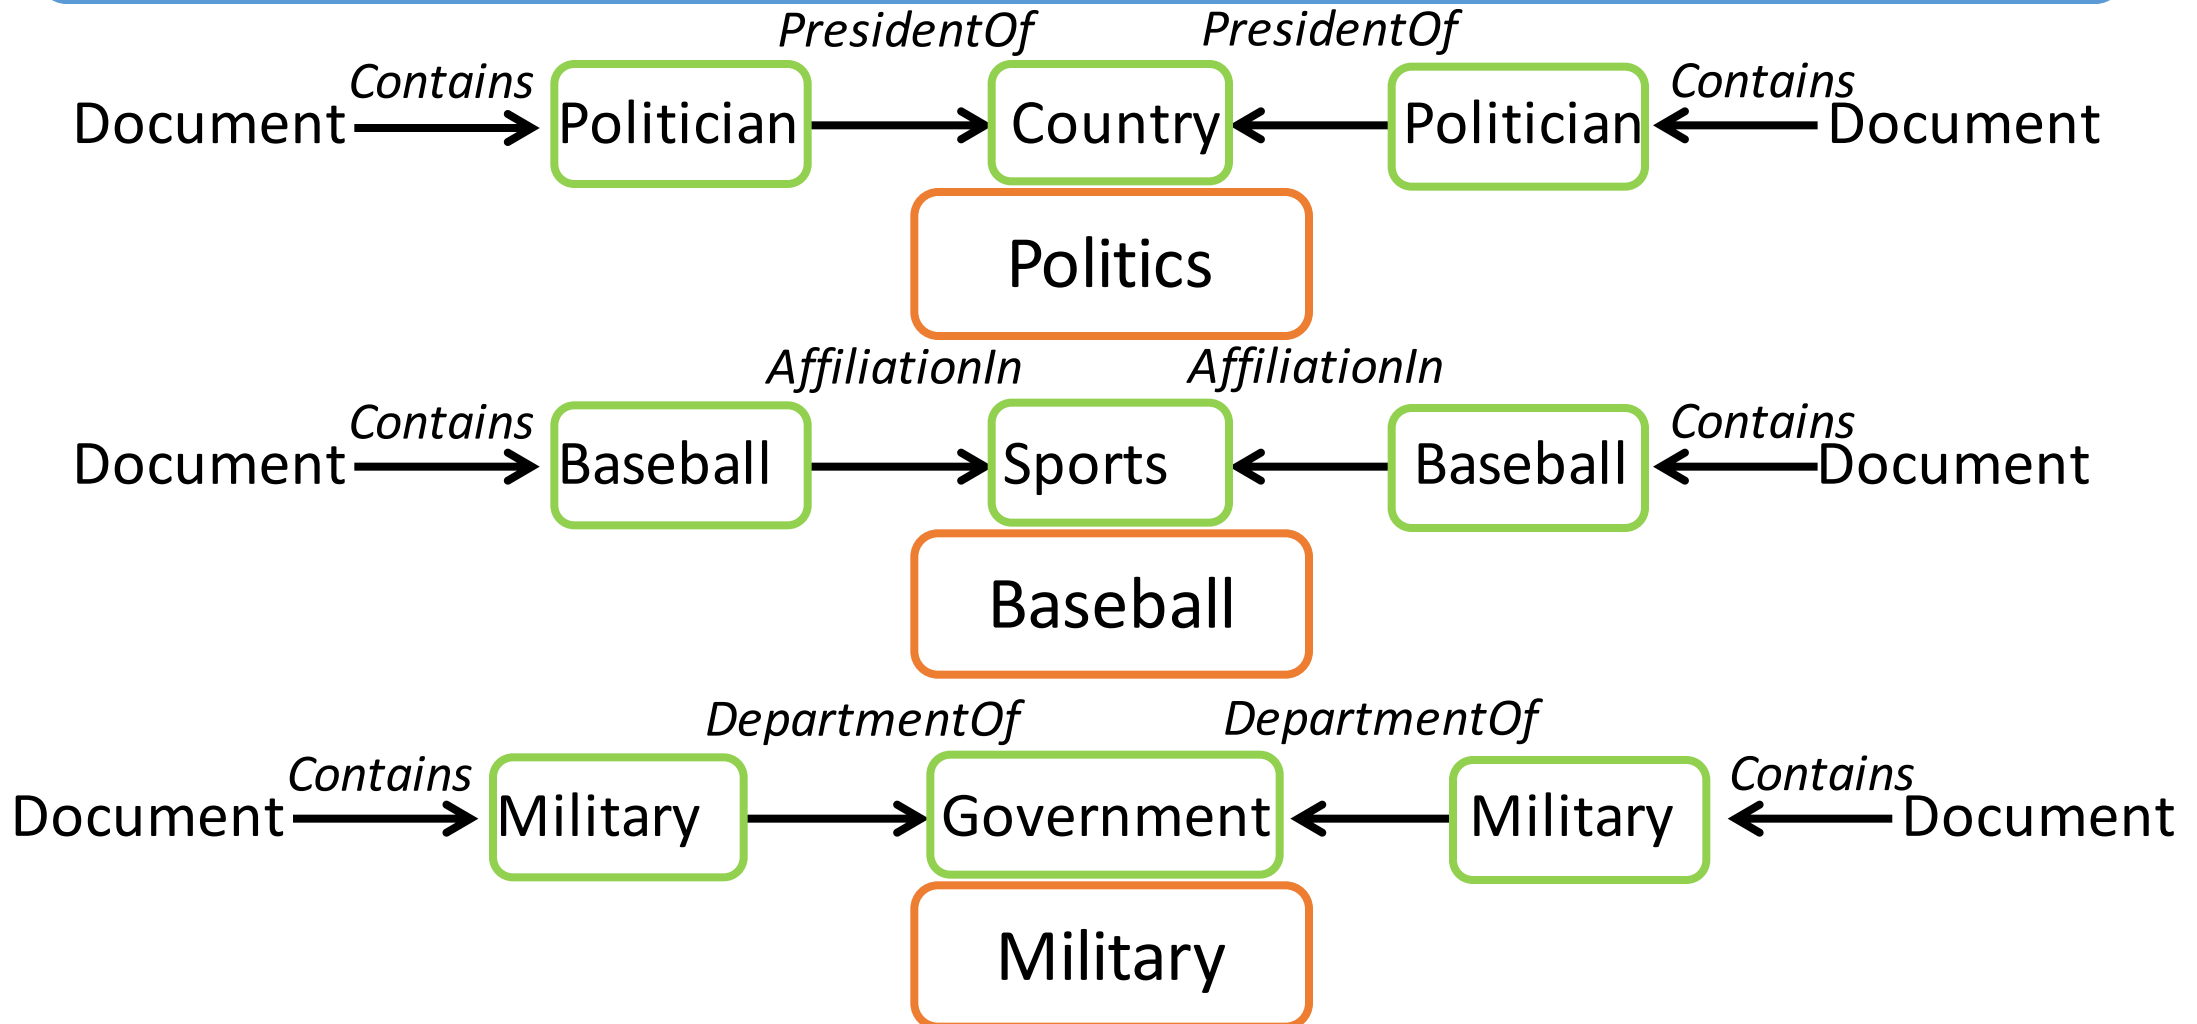 PresidentOf PresidentOf
Contains Contains
Document Politician Country Politician Document
Politics
AffiliationIn AffiliationIn
Contains Contains
Document Baseball Sports Baseball Document
Baseball
DepartmentOf DepartmentOf
Contains Contains
Document Military Government Military Document
Military